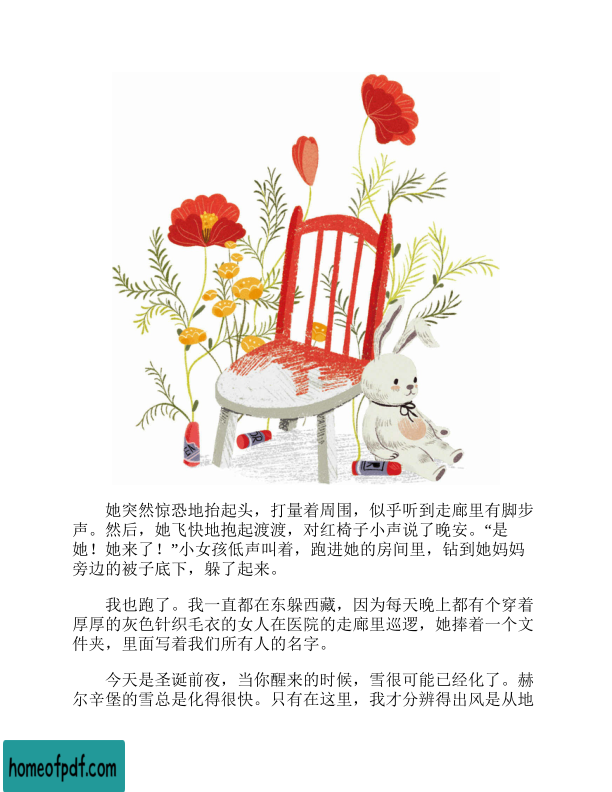 她突然惊恐地抬起头，打量着周围，似乎听到走廊里有脚步
声。然后，她飞快地抱起渡渡，对红椅子小声说了晚安。“是
她！她来了！”小女孩低声叫着，跑进她的房间里，钻到她妈妈
旁边的被子底下，躲了起来。
我也跑了。我一直都在东躲西藏，因为每天晚上都有个穿着
厚厚的灰色针织毛衣的女人在医院的走廊里巡逻，她捧着一个文
件夹，里面写着我们所有人的名字。
今天是圣诞前夜，当你醒来的时候，雪很可能已经化了。赫
尔辛堡的雪总是化得很快。只有在这里，我才分辨得出风是从地
homeofpdf.com